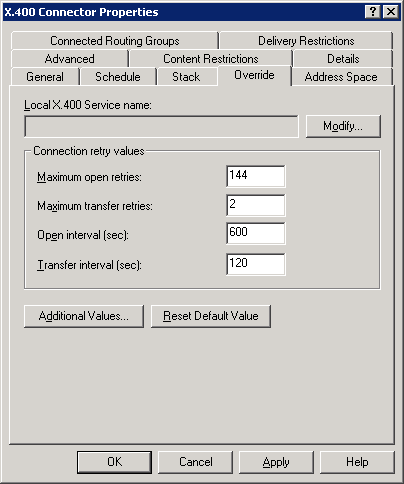 X.400 Connector Properties
Connected Routing Groups Delivery Restrictions
Advanced Content Restrictions Details
General Schedule Stack Override Address Space
Local X.400 Service name:
Modify...
Connection retry values
Maximum open retries: 144
Maximum transfer retries: 2
Open interval (sec): 600
Transfer interval (sec): 120
Additional Values... Reset Default Value
OK Cancel Apply Help